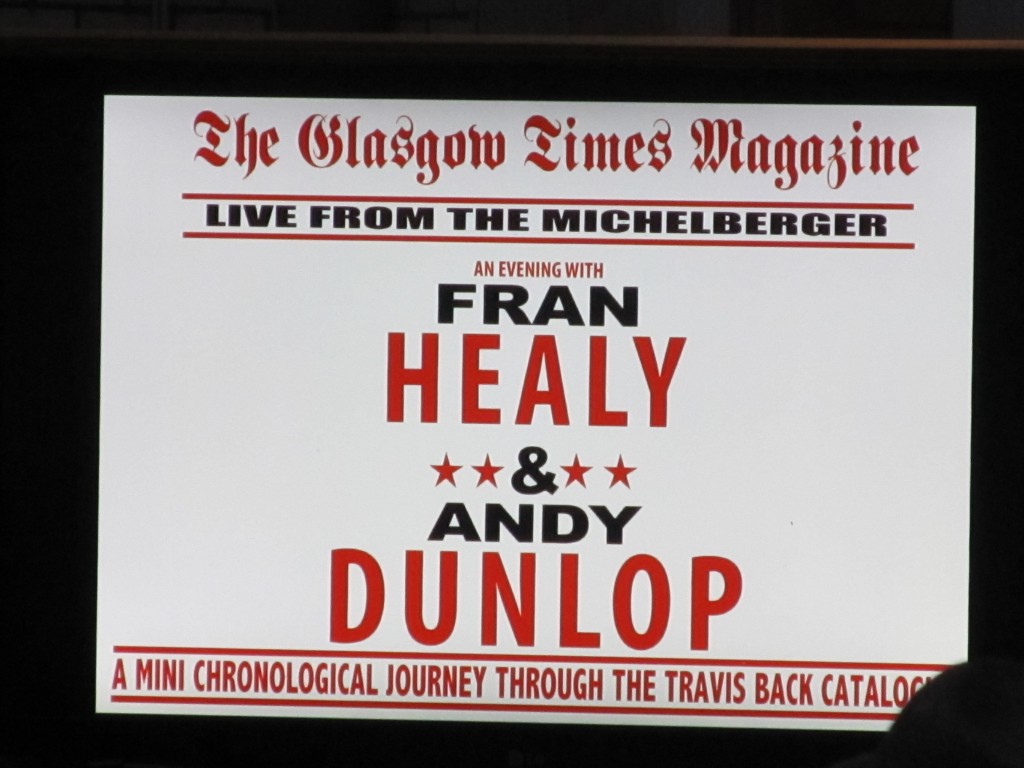 The Glasgow Times Magazine
LIVE FROM THE MICHELBERGER
AN EVENING WITH
FRAN
HEALY
&
ANDY
DUNLOP
A MINI CHRONOLOGICAL JOURNEY THROUGH THE TRAVIS BACK